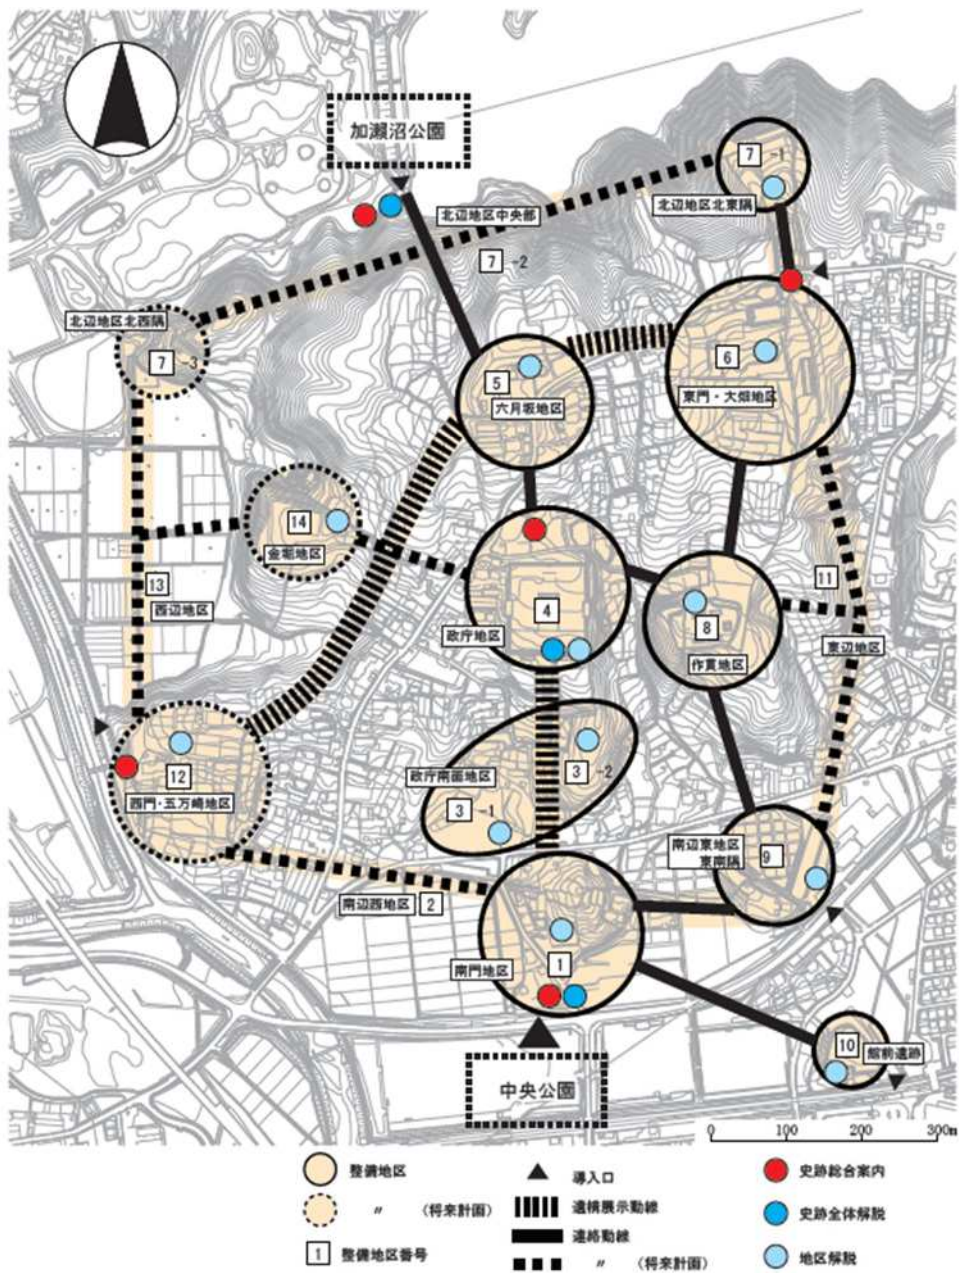 加瀬沼公園
7 -1
北辺地区北東隅
北辺地区中央部
7 -2
北辺地区北西隅
7 -3
5
六月坂地区
6
東門・大畑地区
14
金堀地区
13
西辺地区
4
政庁地区
8
作貫地区
11
東辺地区
12
西門・五万崎地区
政庁南面地区
3 -1
3 -2
南辺東地区
東南隅
9
南辺西地区 2
南門地区
1
10
館前遺跡
中央公園
0 100 200 300m
整備地区
〃 (将来計画)
1 整備地区番号
導入口
遺構展示動線
連絡動線
〃 (将来計画)
史跡総合案内
史跡全体解説
地区解説